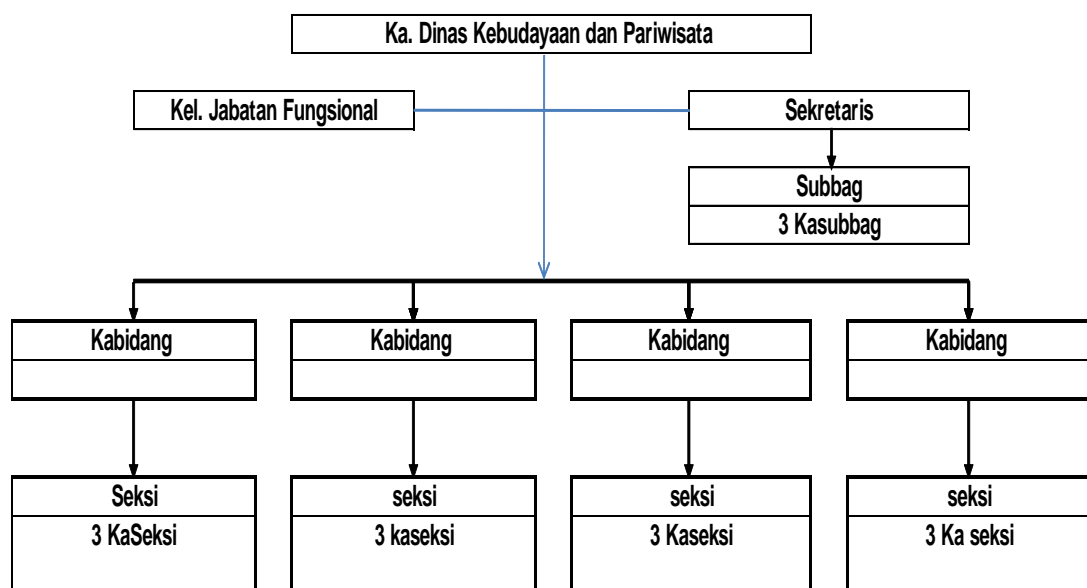 Ka. Dinas Kebudayaan dan Pariwisata
Kel. Jabatan Fungsional
Sekretaris
Subbag
3 Kasubbag
Kabidang
Kabidang
Kabidang
Kabidang
Seksi
3 KaSeksi
seksi
3 kaseksi
seksi
3 Kaseksi
seksi
3 Ka seksi